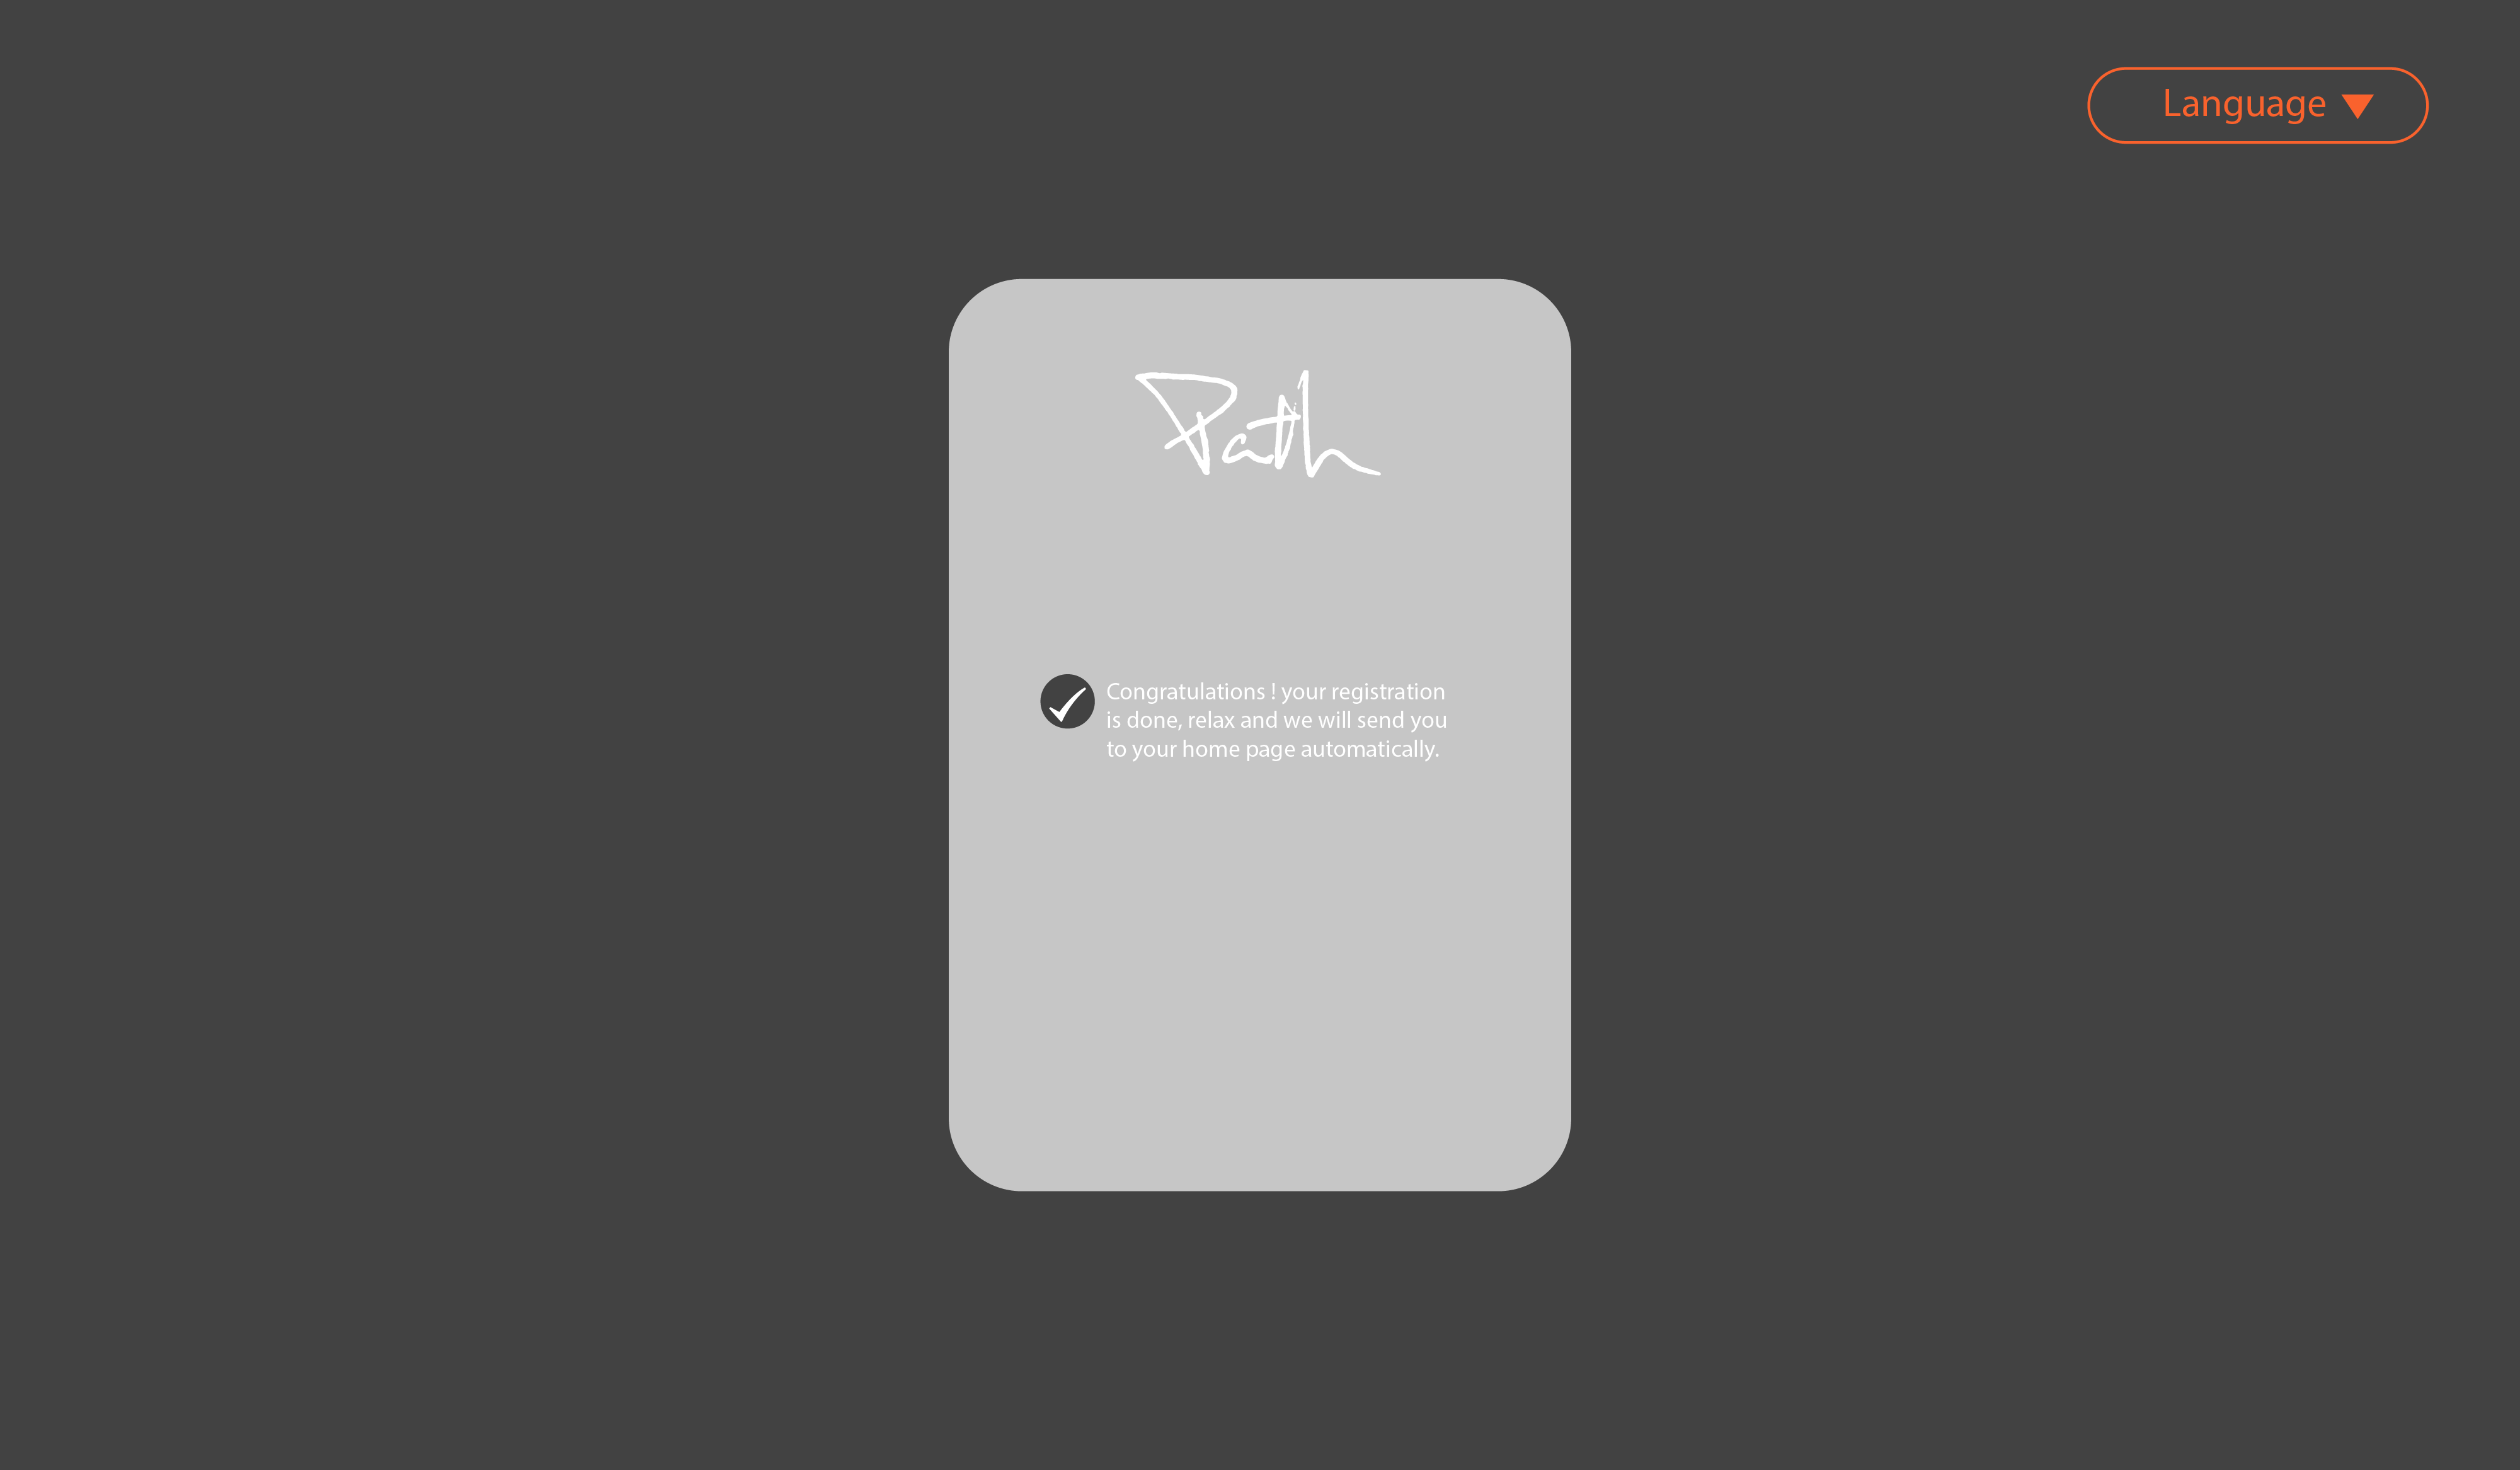 Language
Path
Congratulations ! your registration
is done, relax and we will send you
to your home page automatically.